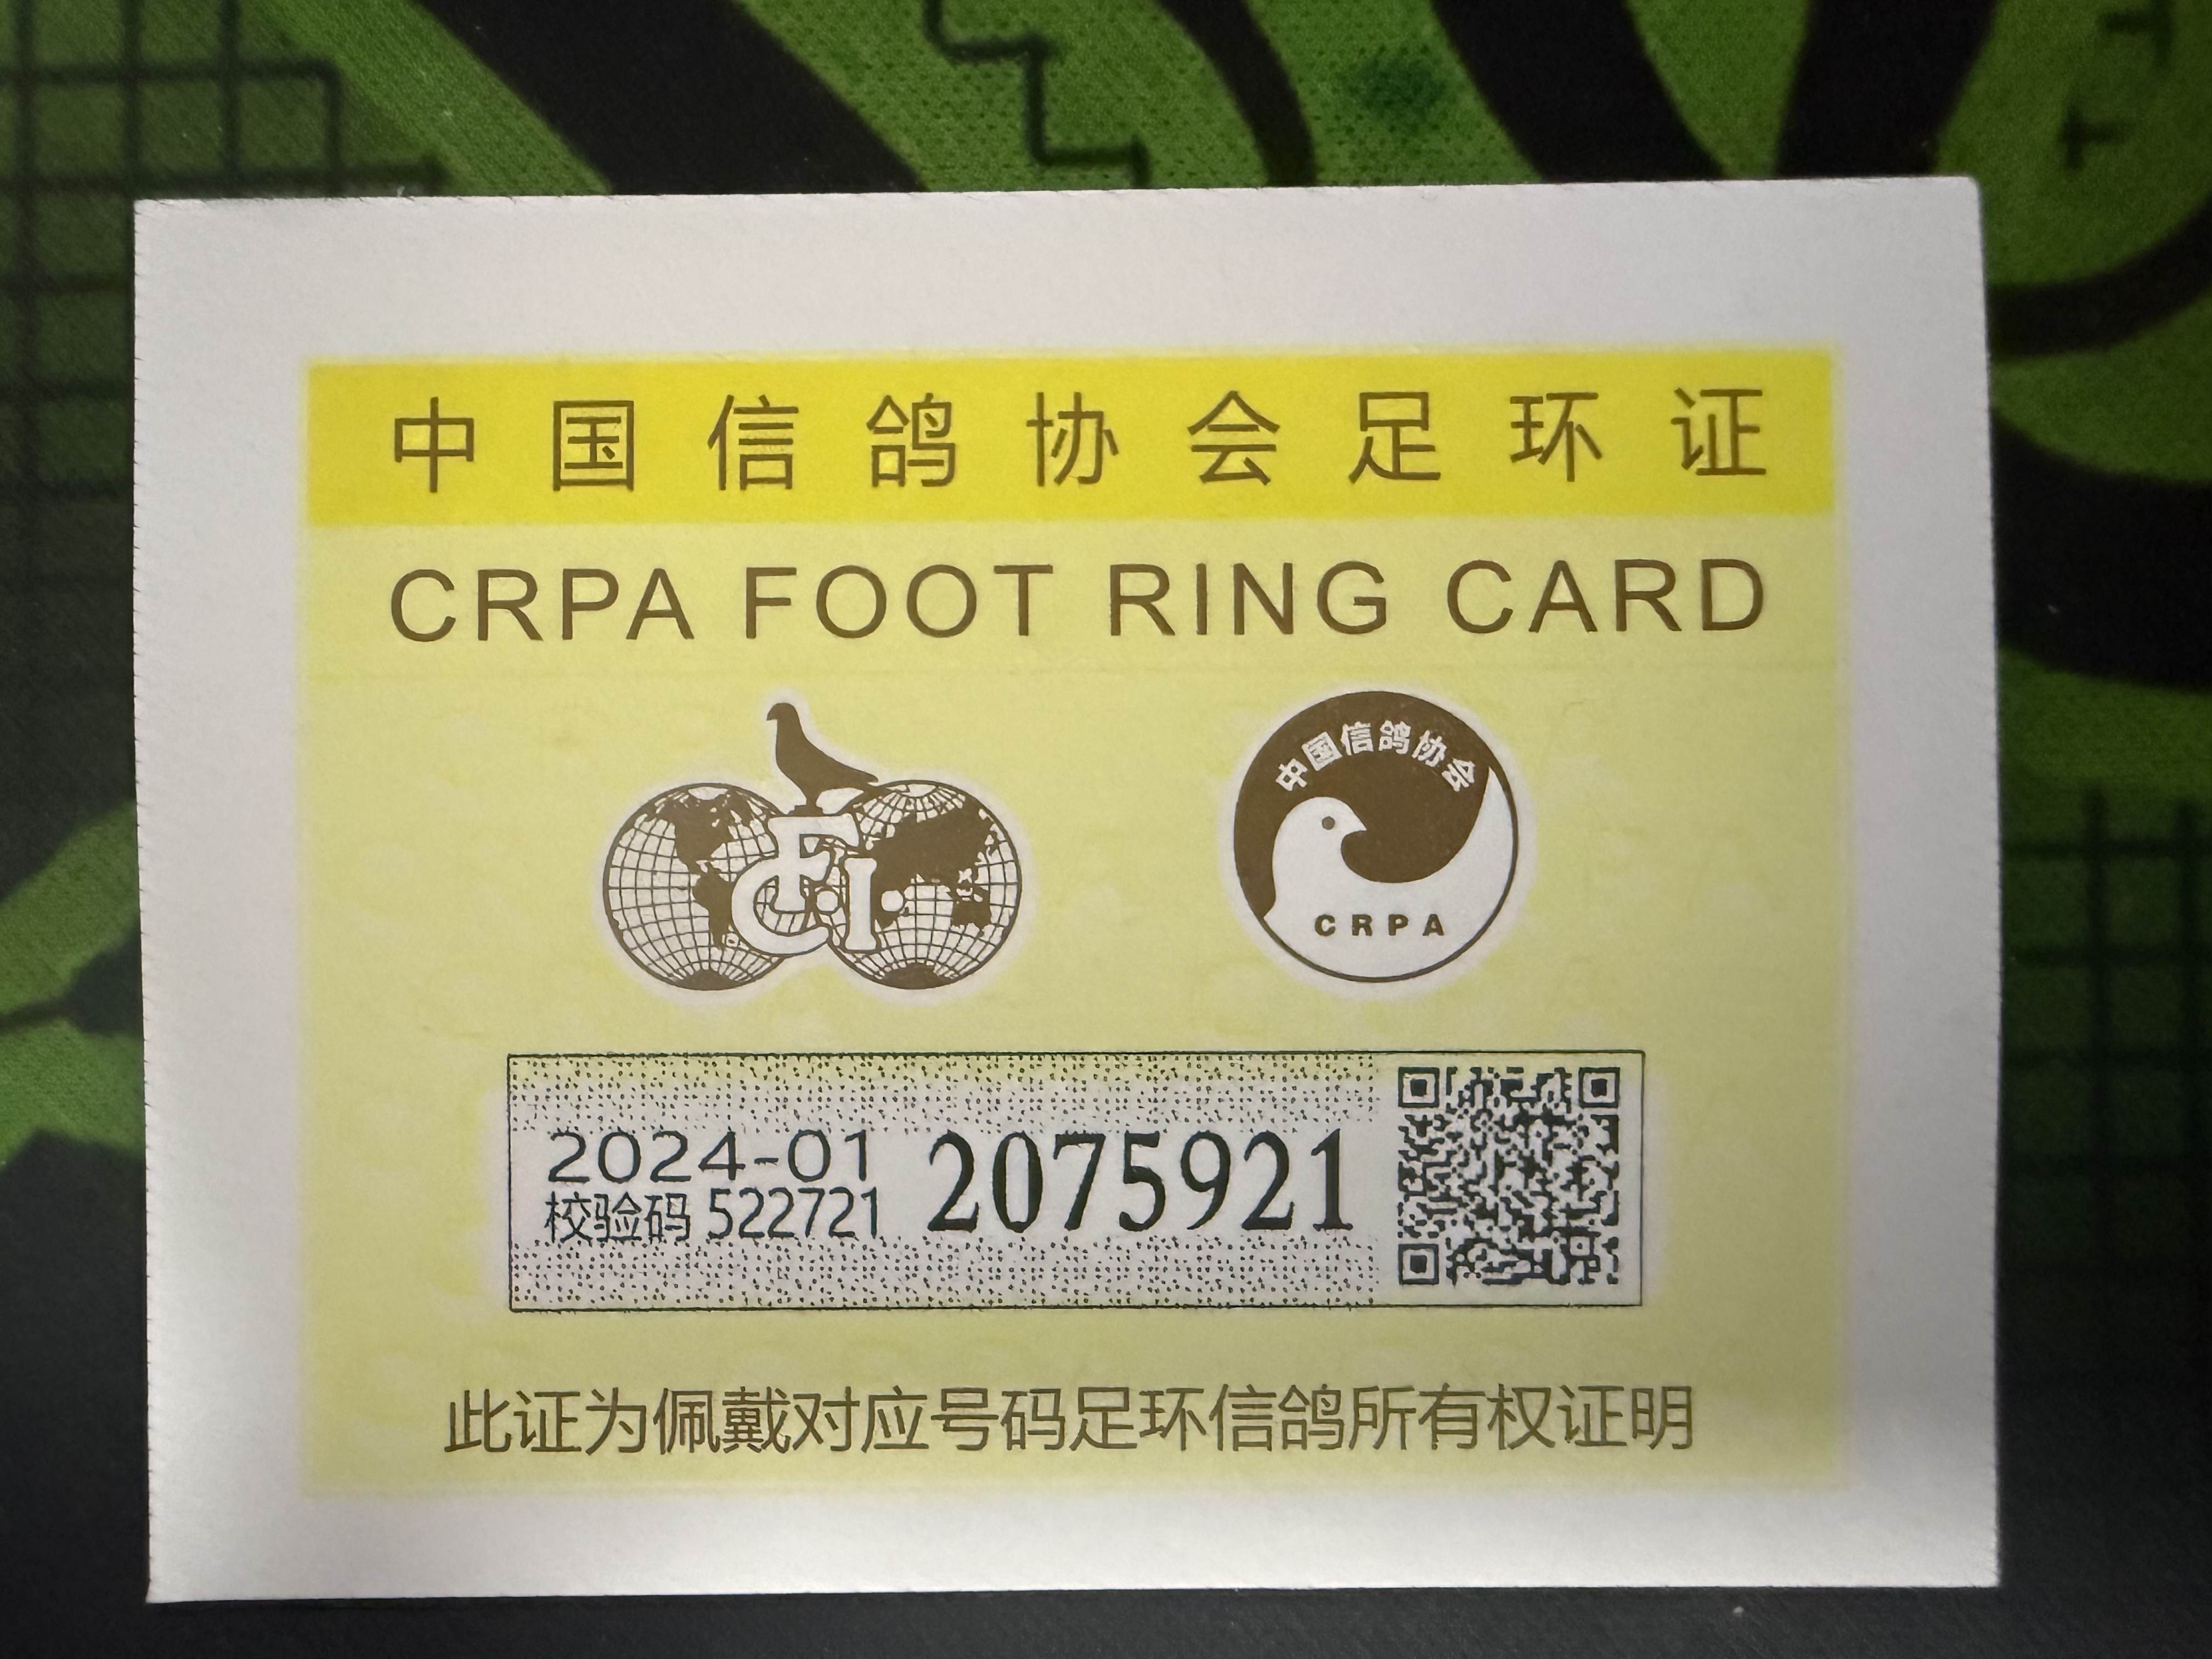 中国信鸽协会足环证
CRPA FOOT RING CARD
FCI
中国信鸽协会
CRPA
2024-01
校验码 522721
2075921
此证为佩戴对应号码足环信鸽所有权证明